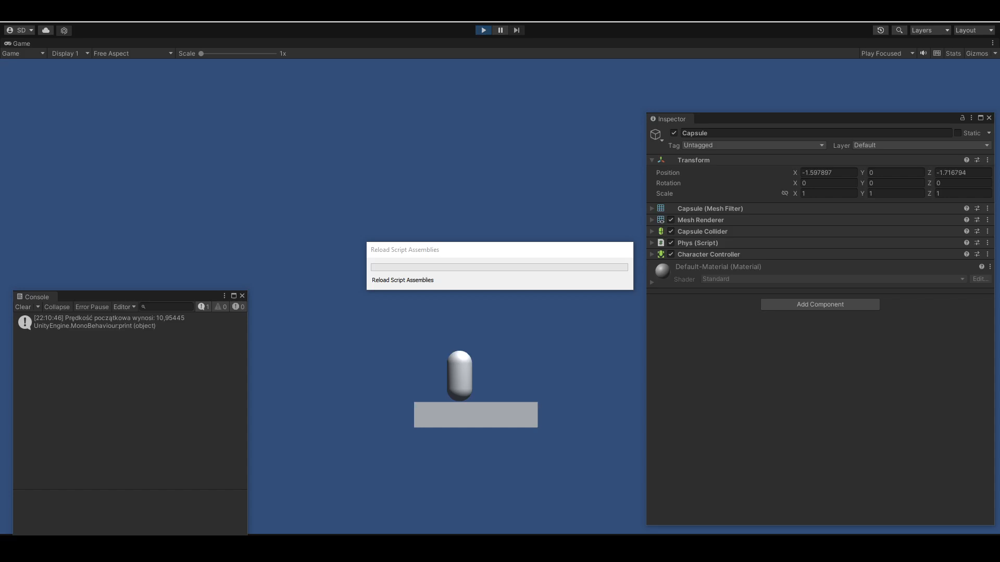 SD
Layers
Layout
Game
Game
Display 1
Free Aspect
Scale
1x
Play Focused
Stats
Gizmos
Inspector
Capsule
Static
Tag
Untagged
Layer
Default
Transform
Position
X
-1.597897
Y
0
Z
-1.716794
Rotation
X
0
Y
0
Z
0
Scale
X
1
Y
1
Z
1
Capsule (Mesh Filter)
Mesh Renderer
Capsule Collider
# Phys (Script)
Character Controller
Default-Material (Material)
Shader
Standard
Edit...
Add Component
Reload Script Assemblies
Reload Script Assemblies
Console
Clear
Collapse
Error Pause
Editor
1
0
0
[22:10:46] Prędkość początkowa wynosi: 10,95445
UnityEngine.MonoBehaviour:print (object)